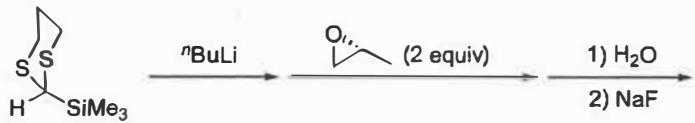 S S
H SiMe₃
ⁿBuLi
O (2 equiv)
1) H₂O
2) NaF